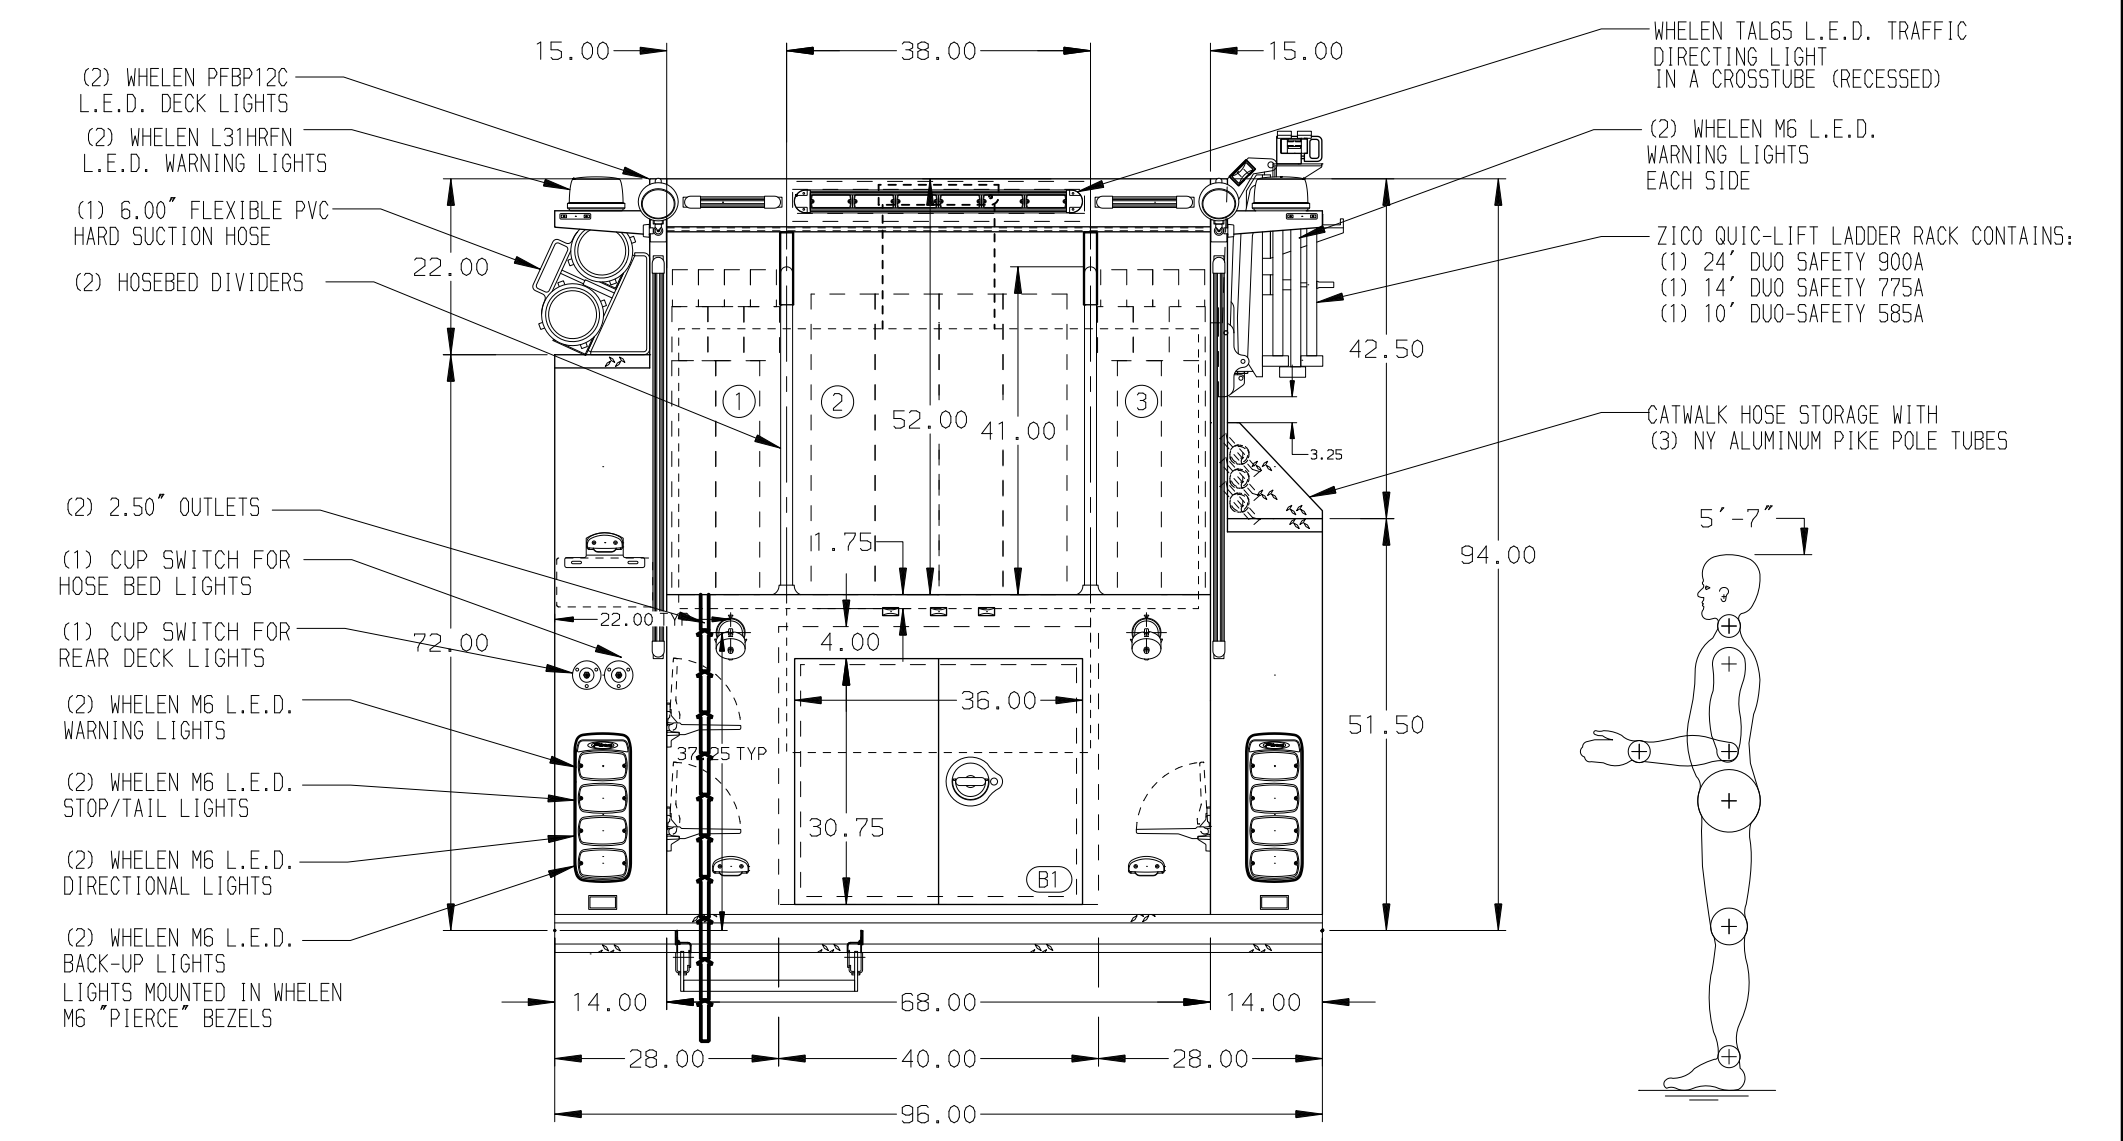 15.00
38.00
15.00
(2) WHELEN PFBP12C
L.E.D. DECK LIGHTS
(2) WHELEN L31HRFN
L.E.D. WARNING LIGHTS
(1) 6.00" FLEXIBLE PVC
HARD SUCTION HOSE
(2) HOSEBED DIVIDERS
(2) 2.50" OUTLETS
(1) CUP SWITCH FOR
HOSE BED LIGHTS
(1) CUP SWITCH FOR
REAR DECK LIGHTS
(2) WHELEN M6 L.E.D.
WARNING LIGHTS
(2) WHELEN M6 L.E.D.
STOP/TAIL LIGHTS
(2) WHELEN M6 L.E.D.
DIRECTIONAL LIGHTS
(2) WHELEN M6 L.E.D.
BACK-UP LIGHTS
LIGHTS MOUNTED IN WHELEN
M6 "PIERCE" BEZELS
WHELEN TAL65 L.E.D. TRAFFIC
DIRECTING LIGHT
IN A CROSSTUBE (RECESSED)
(2) WHELEN M6 L.E.D.
WARNING LIGHTS
EACH SIDE
ZICO QUIC-LIFT LADDER RACK CONTAINS:
(1) 24' DUO SAFETY 900A
(1) 14' DUO SAFETY 775A
(1) 10' DUO-SAFETY 585A
CATWALK HOSE STORAGE WITH
(3) NY ALUMINUM PIKE POLE TUBES
5'-7"
22.00
42.50
1
2
3
52.00
41.00
3.25
1.75
94.00
22.00 TY
72.00
4.00
36.00
51.50
37.25 TYP
30.75
B1
14.00
68.00
14.00
28.00
40.00
28.00
96.00